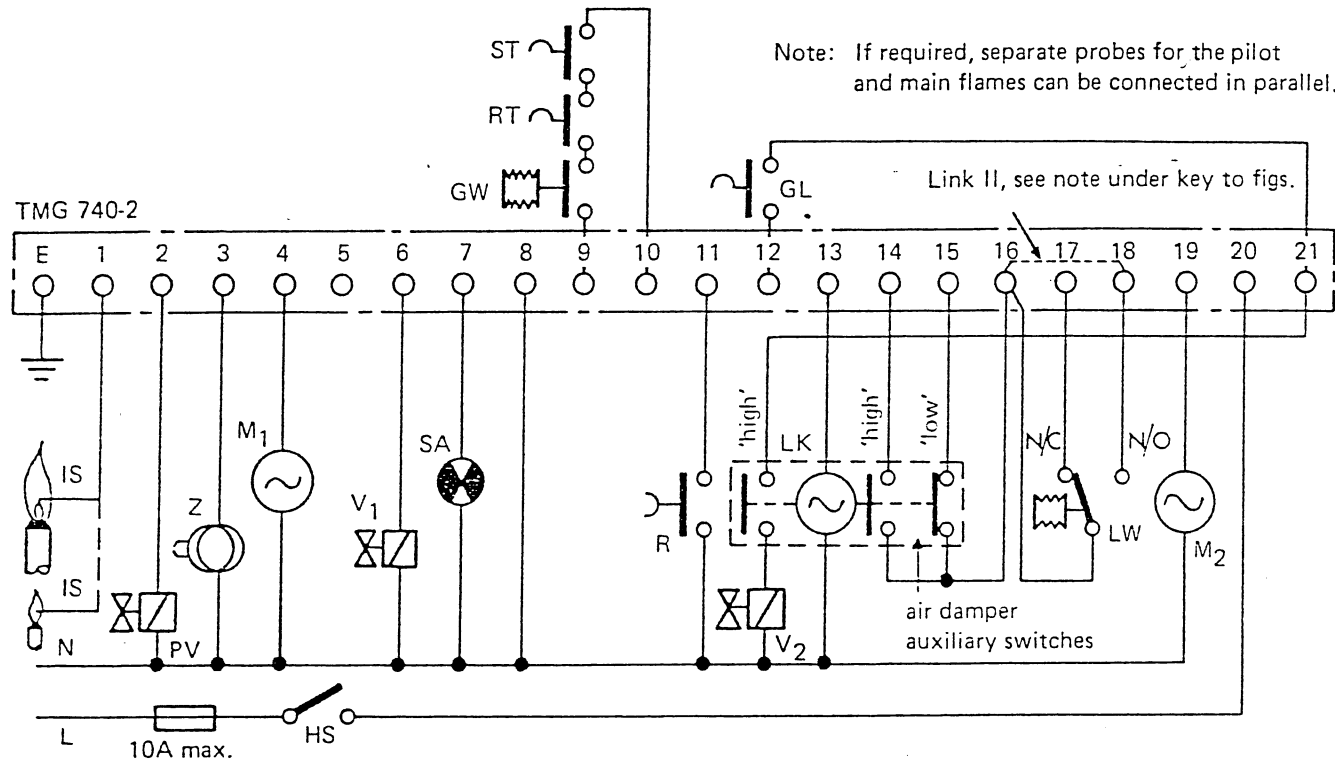 ST
Note: If required, separate probes for the pilot
and main flames can be connected in parallel.
RT
GW
GL
Link II, see note under key to figs.
TMG 740-2
E 1 2 3 4 5 6 7 8 9 10 11 12 13 14 15 16 17 18 19 20 21
'high' LK 'high' 'low'
N/C N/O
M1
SA
IS
Z
V1
R
LW
M2
IS
air damper
auxiliary switches
N
PV
V2
L
10A max.
HS